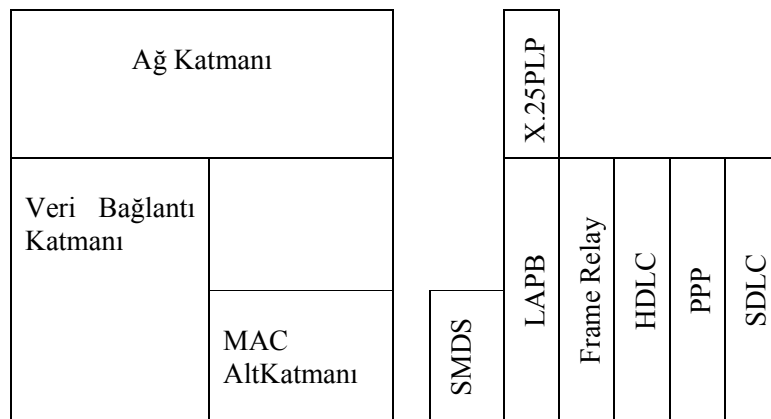 Ağ Katmanı
X.25PLP
Veri Bağlantı
Katmanı
MAC
AltKatmanı
SMDS
LAPB
Frame Relay
HDLC
PPP
SDLC